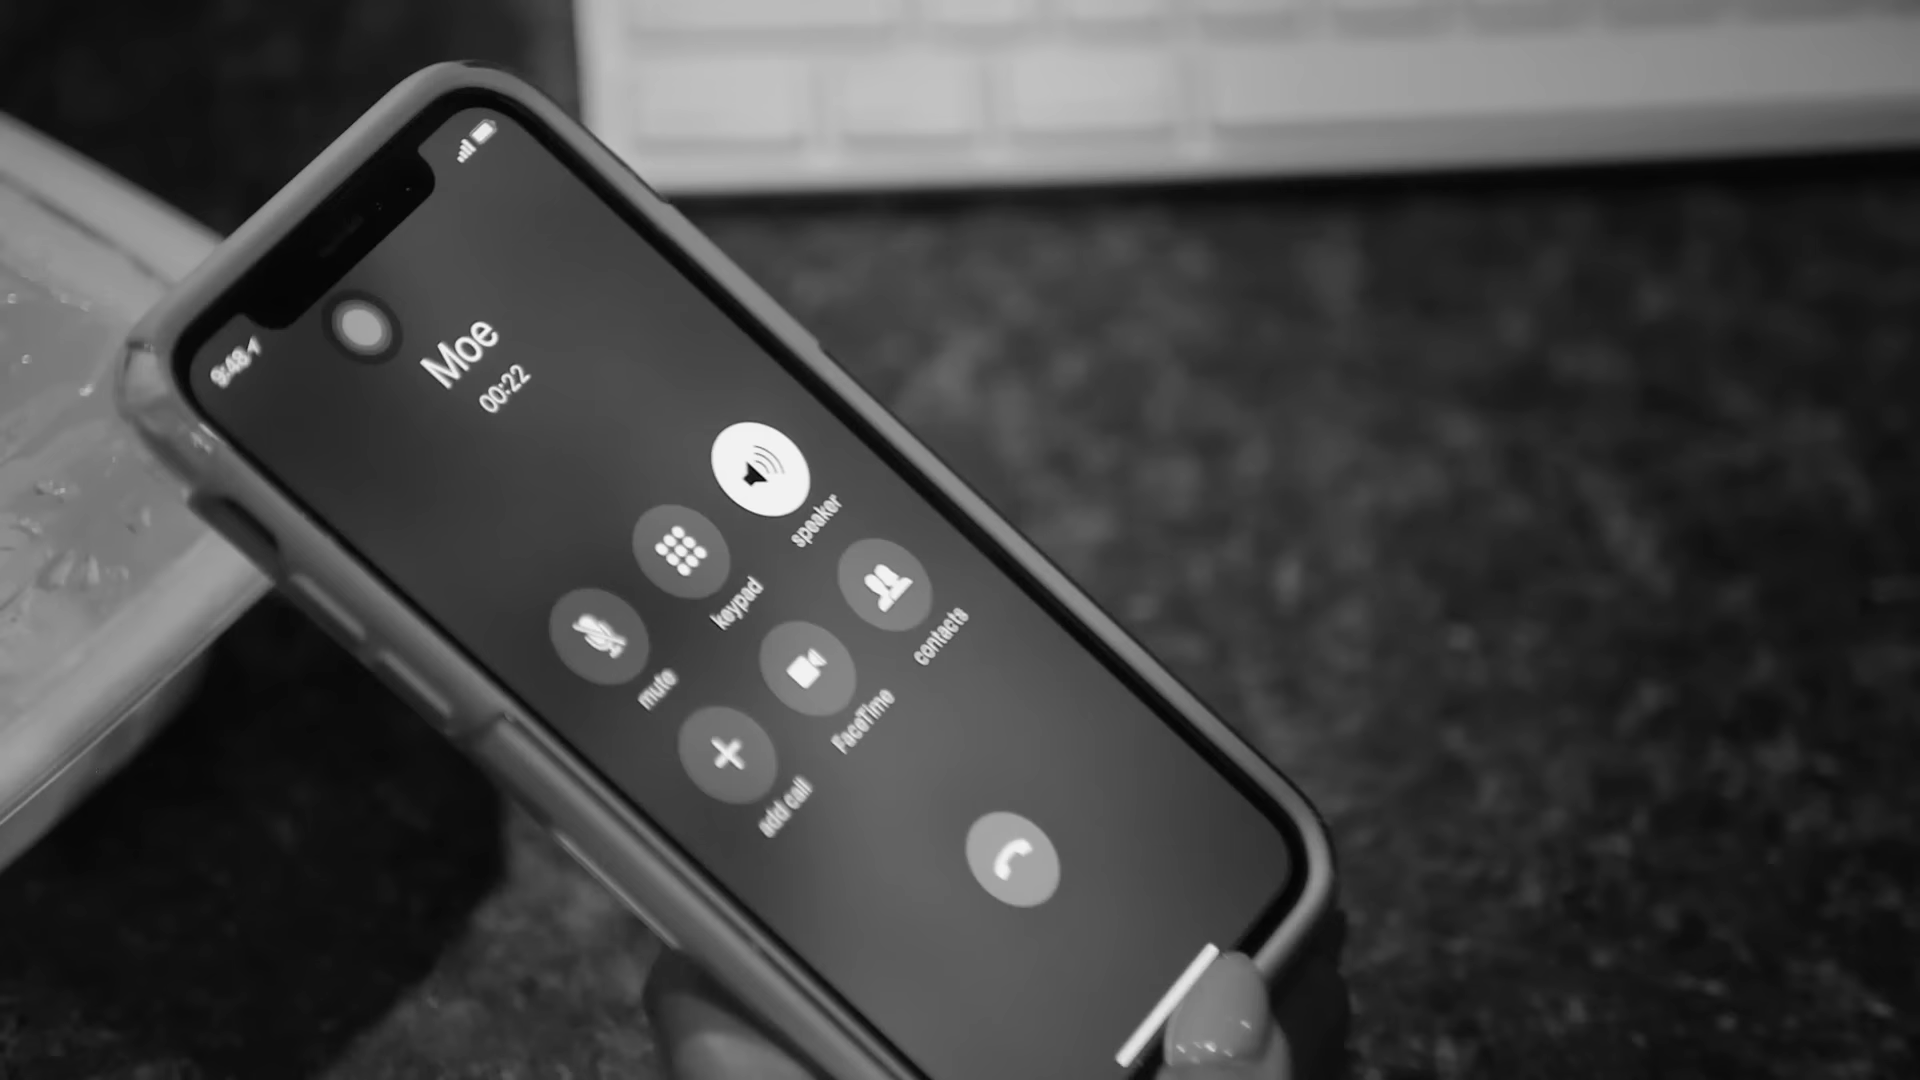 9:48
Moe
00:22
mute
keypad
speaker
add call
FaceTime
contacts